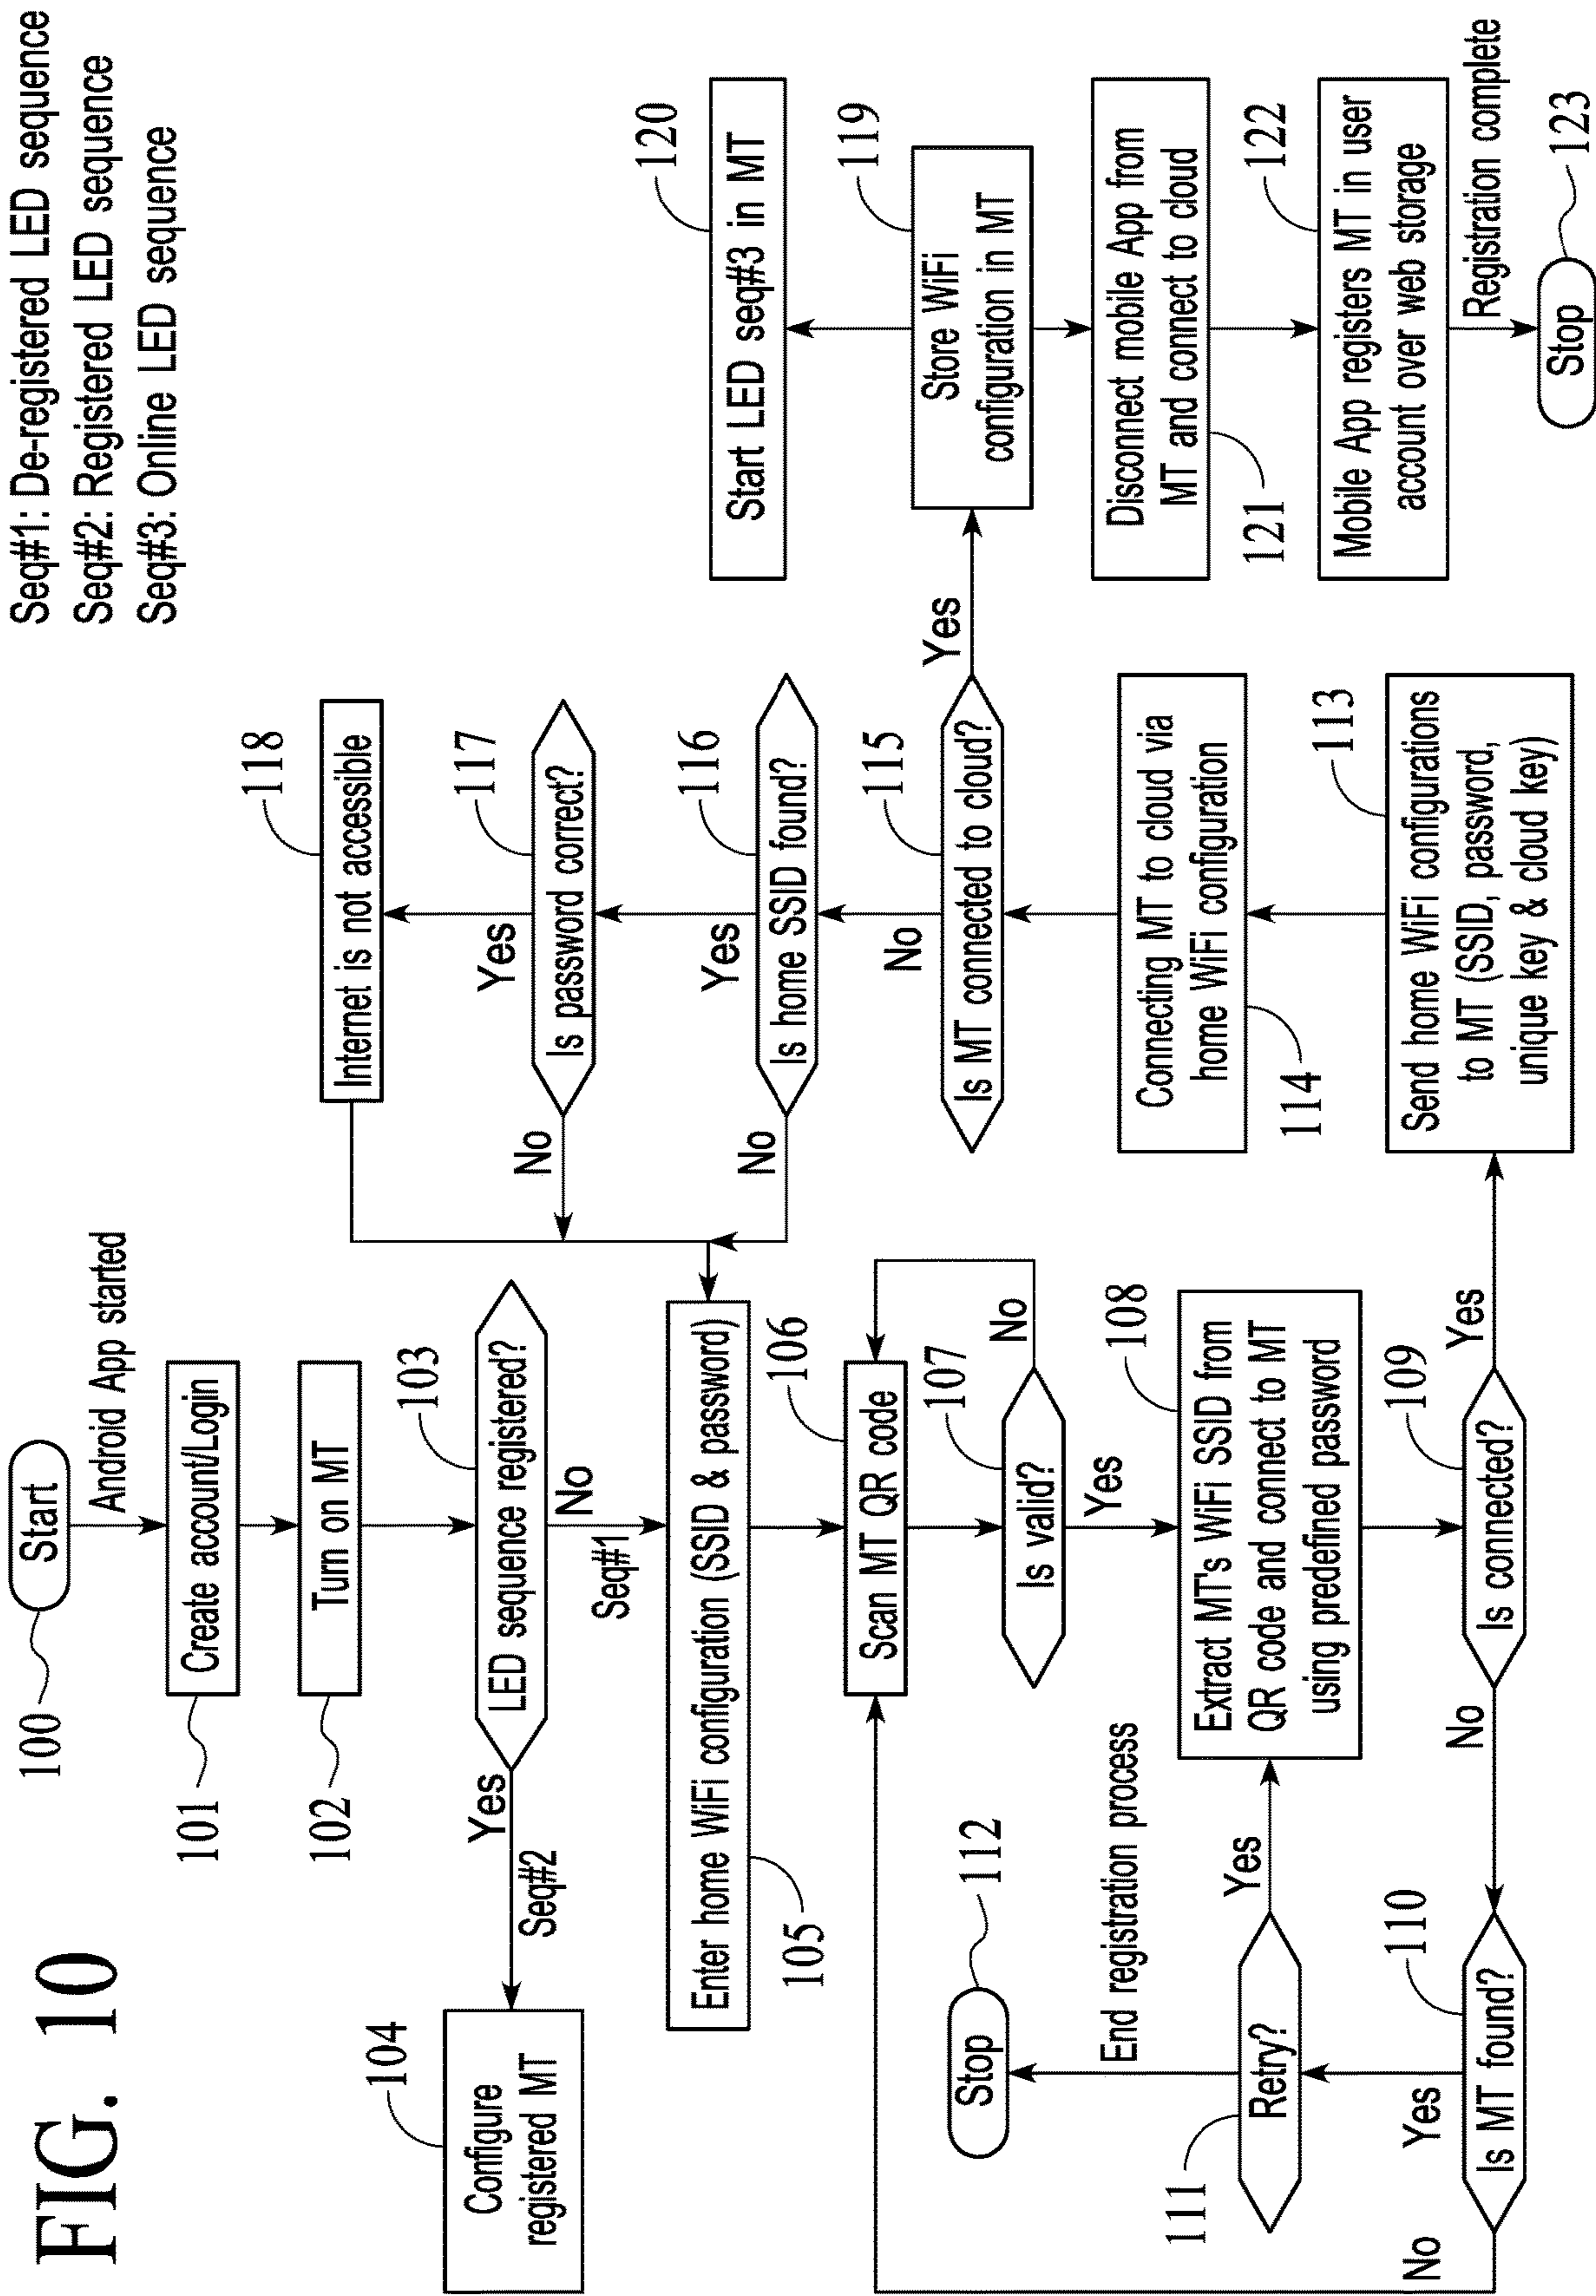 FIG. 10
Seq#1: De-registered LED sequence
Seq#2: Registered LED sequence
Seq#3: Online LED sequence
Start
100
Android App started
Create account/Login
101
Turn on MT
102
LED sequence registered?
103
Yes
Seq#2
Configure
registered MT
104
No
Seq#1
Enter home WiFi configuration (SSID & password)
105
Scan MT QR code
106
Is valid?
107
No
Yes
Extract MT's WiFi SSID from
QR code and connect to MT
using predefined password
108
Is connected?
109
No
Yes
Is MT found?
110
No
Yes
Retry?
111
Yes
End registration process
Stop
112
Send home WiFi configurations
to MT (SSID, password,
unique key & cloud key)
113
Connecting MT to cloud via
home WiFi configuration
114
Is MT connected to cloud?
115
No
Yes
Is home SSID found?
116
No
Yes
Is password correct?
117
No
Yes
Internet is not accessible
118
Store WiFi
configuration in MT
119
Start LED seq#3 in MT
120
Disconnect mobile App from
MT and connect to cloud
121
Mobile App registers MT in user
account over web storage
122
Registration complete
Stop
123